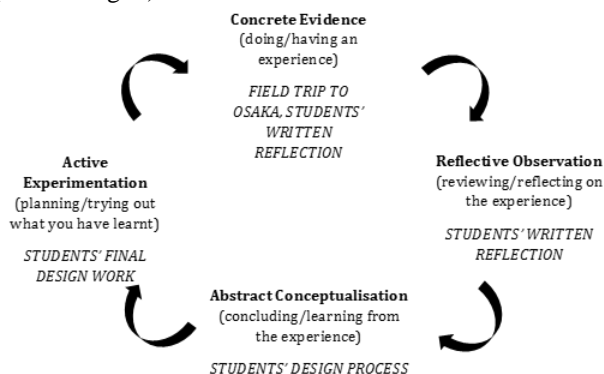 Concrete Evidence
(doing/having an
experience)
FIELD TRIP TO
OSAKA, STUDENTS'
WRITTEN
REFLECTION
Reflective Observation
(reviewing/reflecting on
the experience)
STUDENTS' WRITTEN
REFLECTION
Abstract Conceptualisation
(concluding/learning from
the experience)
STUDENTS' DESIGN PROCESS
Active
Experimentation
(planning/trying out
what you have learnt)
STUDENTS' FINAL
DESIGN WORK